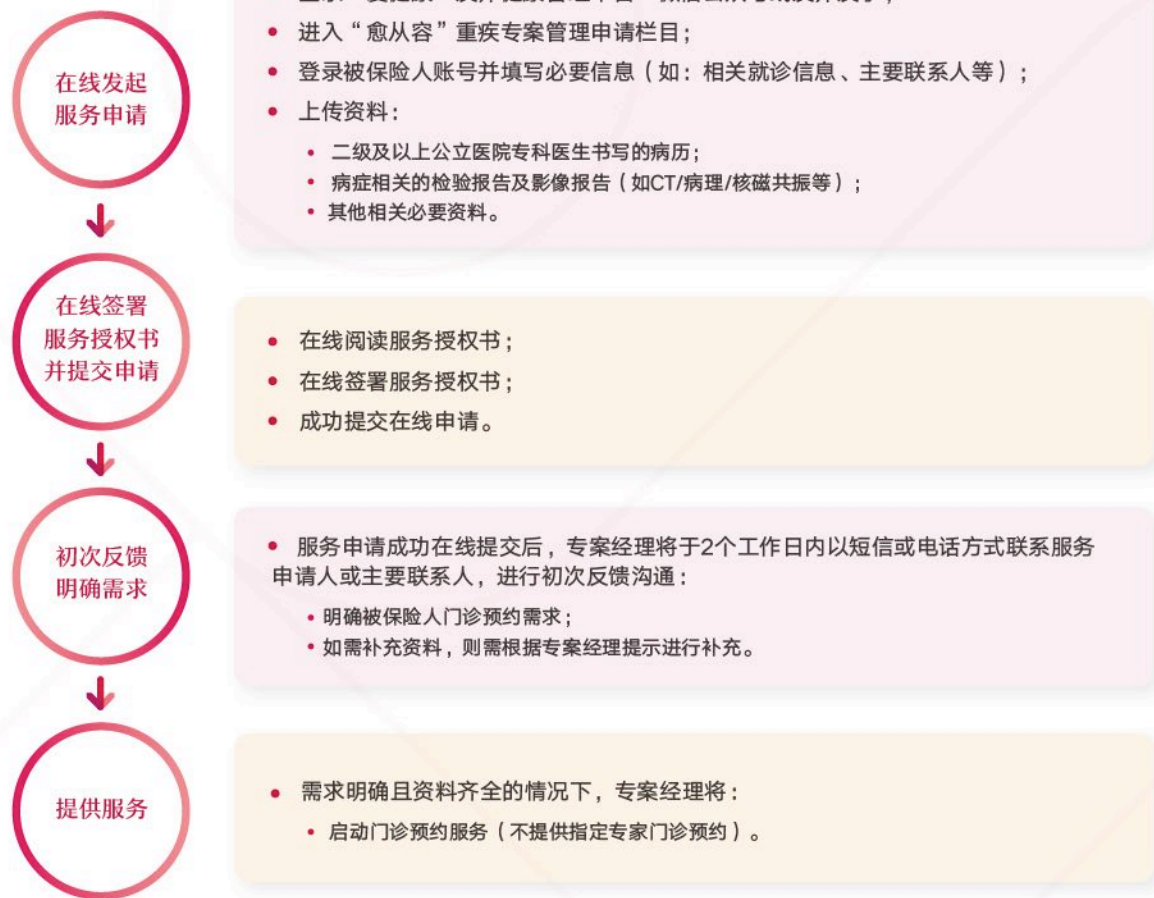 在线发起
服务申请
• 进入“愈从容”重疾专案管理申请栏目；
• 登录被保险人账号并填写必要信息（如：相关就诊信息、主要联系人等）；
• 上传资料：
• 二级及以上公立医院专科医生书写的病历；
• 病症相关的检验报告及影像报告（如CT/病理/核磁共振等）；
• 其他相关必要资料。
在线签署
服务授权书
并提交申请
• 在线阅读服务授权书；
• 在线签署服务授权书；
• 成功提交在线申请。
初次反馈
明确需求
• 服务申请成功在线提交后，专案经理将于2个工作日内以短信或电话方式联系服务
申请人或主要联系人，进行初次反馈沟通：
• 明确被保险人门诊预约需求；
• 如需补充资料，则需根据专案经理提示进行补充。
提供服务
• 需求明确且资料齐全的情况下，专案经理将：
• 启动门诊预约服务（不提供指定专家门诊预约）。